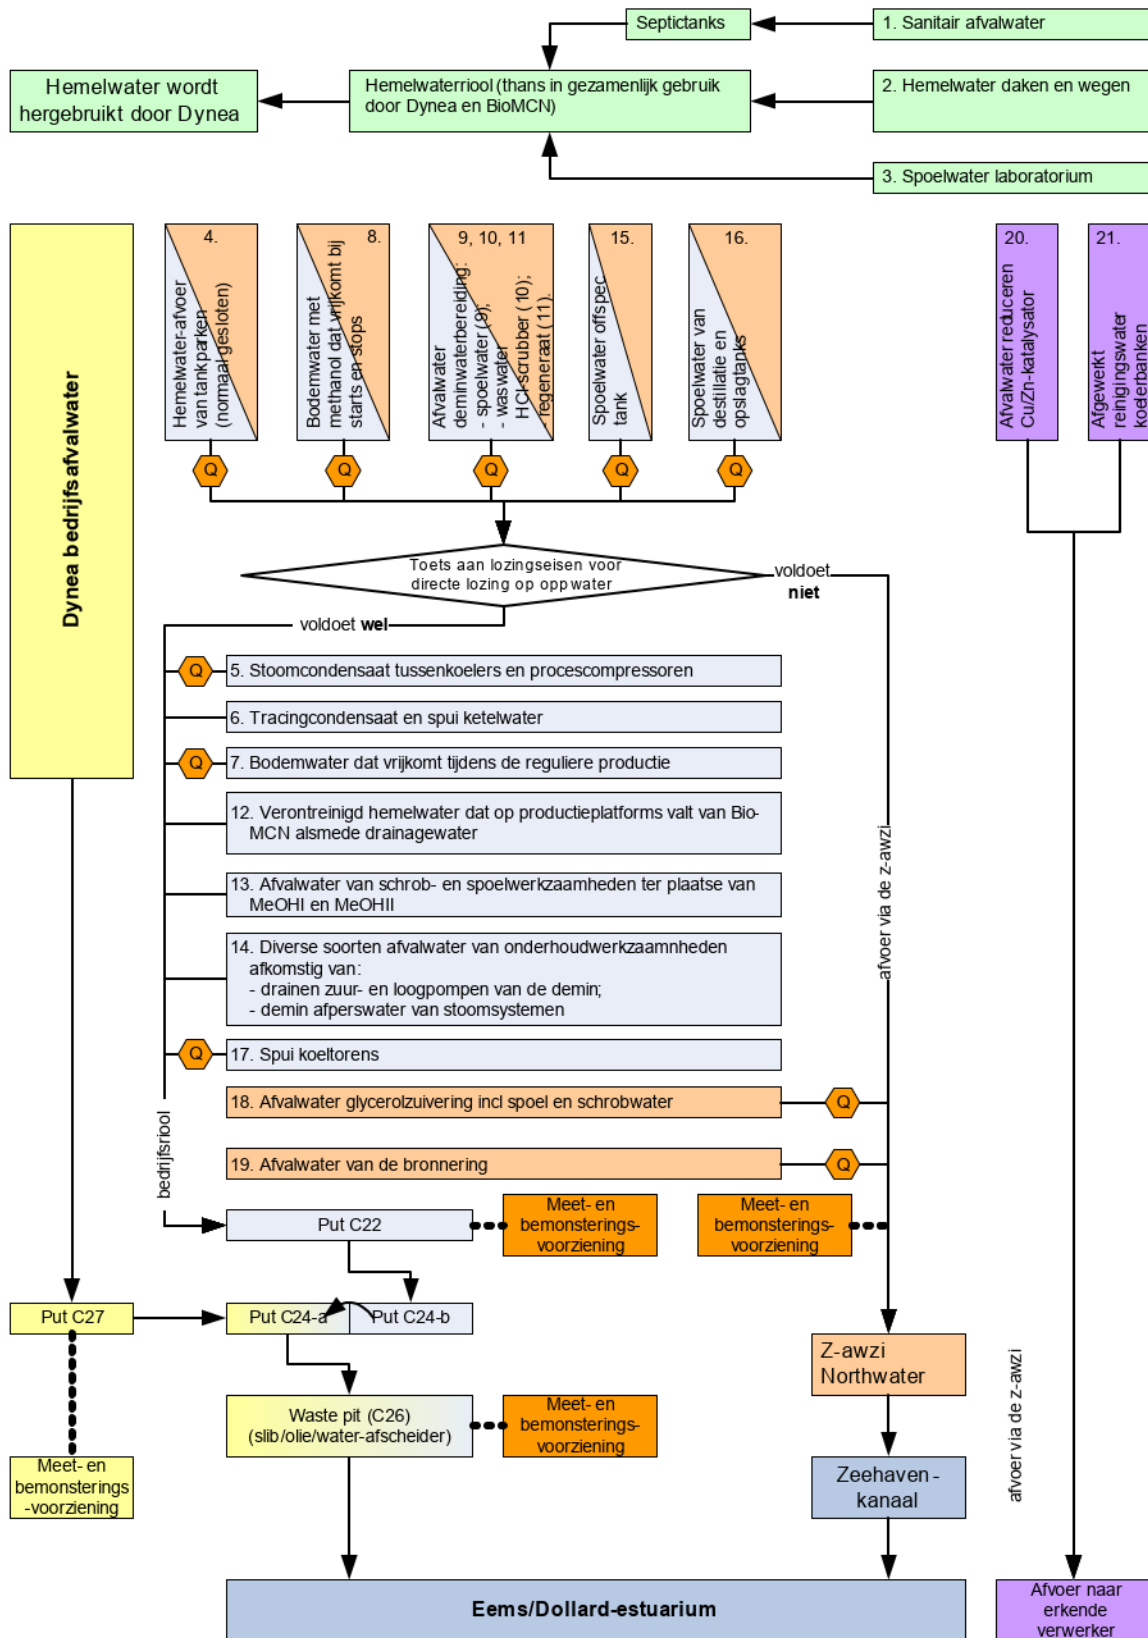 Septictanks
1. Sanitair afvalwater
Hemelwater wordt
hergebruikt door Dynea
Hemelwaterriool (thans in gezamenlijk gebruik
door Dynea en BioMCN)
2. Hemelwater daken en wegen
3. Spoelwater laboratorium
Dynea bedrijfsafvalwater
4.
Hemelwater-afvoer
van tankparken
(normaal gesloten)
8.
Bodemwater met
methanol dat vrijkomt bij
starts en stops
9, 10, 11
Afvalwater
deminwaterbereiding:
- spoelwater (9);
- waswater
HCl-scrubber (10);
- regeneraat (11).
15.
Spoelwater offspec
tank
16.
Spoelwater van
destillatie en
opslagtanks
20.
Afvalwater reduceren
Cu/Zn-katalysator
21.
Afgewerkt
reinigingswater
koelerbanken
Q
Q
Q
Q
Q
Toets aan lozingseisen voor
directe lozing op oppwater
voldoet
niet
voldoet wel
Q
5. Stoomcondensaat tussenkoelers en procescompressoren
6. Tracingcondensaat en spui ketelwater
Q
7. Bodemwater dat vrijkomt tijdens de reguliere productie
12. Verontreinigd hemelwater dat op productieplatforms valt van Bio-
MCN alsmede drainagewater
13. Afvalwater van schrob- en spoelwerkzaamheden ter plaatse van
MeOHI en MeOHII
14. Diverse soorten afvalwater van onderhoudwerkzaamnheden
afkomstig van:
- drainen zuur- en loogpompen van de demin;
- demin afperswater van stoomsystemen
Q
17. Spui koeltorens
18. Afvalwater glycerolzuivering incl spoel en schrobwater
Q
19. Afvalwater van de bronnering
Q
afvoer via de z-awzi
bedrijfsriool
Put C22
Meet- en
bemonsterings-
voorziening
Meet- en
bemonsterings-
voorziening
Put C27
Put C24-a
Put C24-b
Z-awzi
Northwater
Waste pit (C26)
(slib/olie/water-afscheider)
Meet- en
bemonsterings-
voorziening
Meet- en
bemonsterings
-voorziening
Zeehaven-
kanaal
afvoer via de z-awzi
Eems/Dollard-estuarium
Afvoer naar
erkende
verwerker